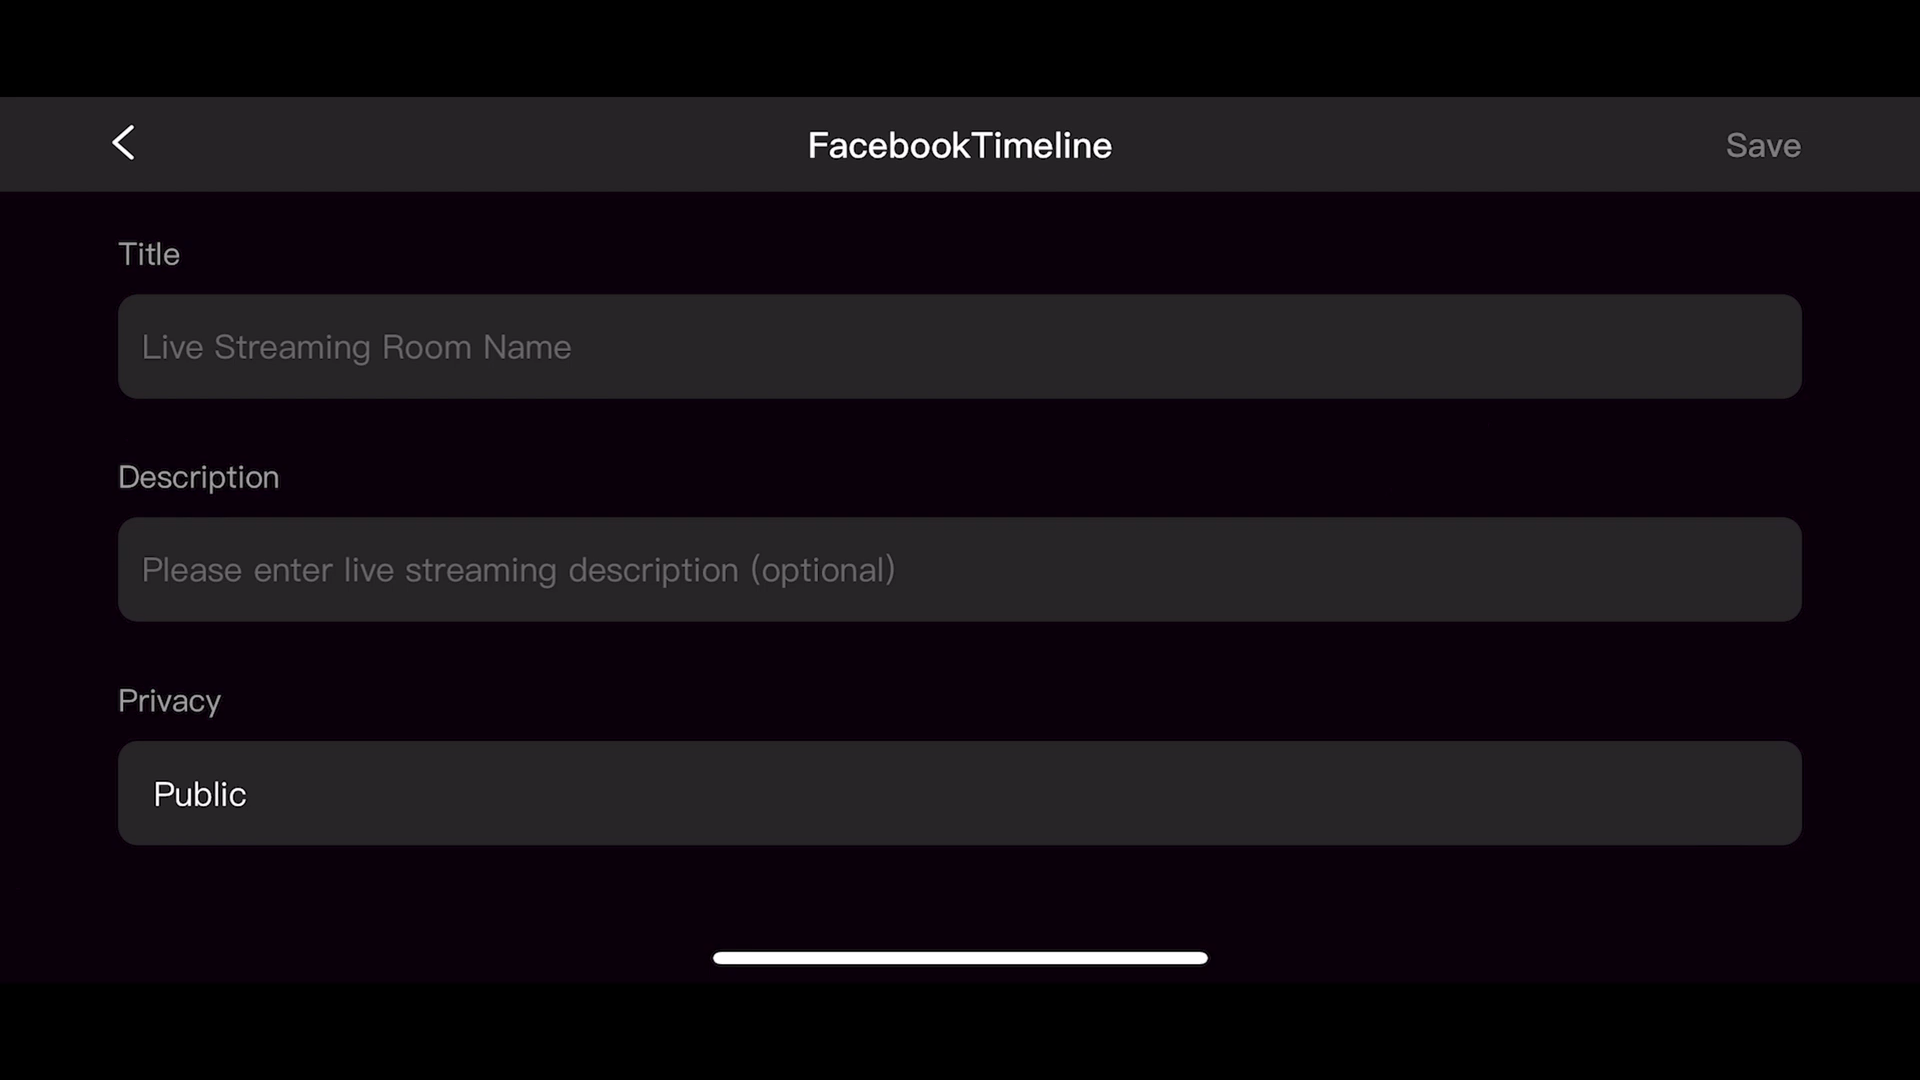 FacebookTimeline
Save
Title
Live Streaming Room Name
Description
Please enter live streaming description (optional)
Privacy
Public